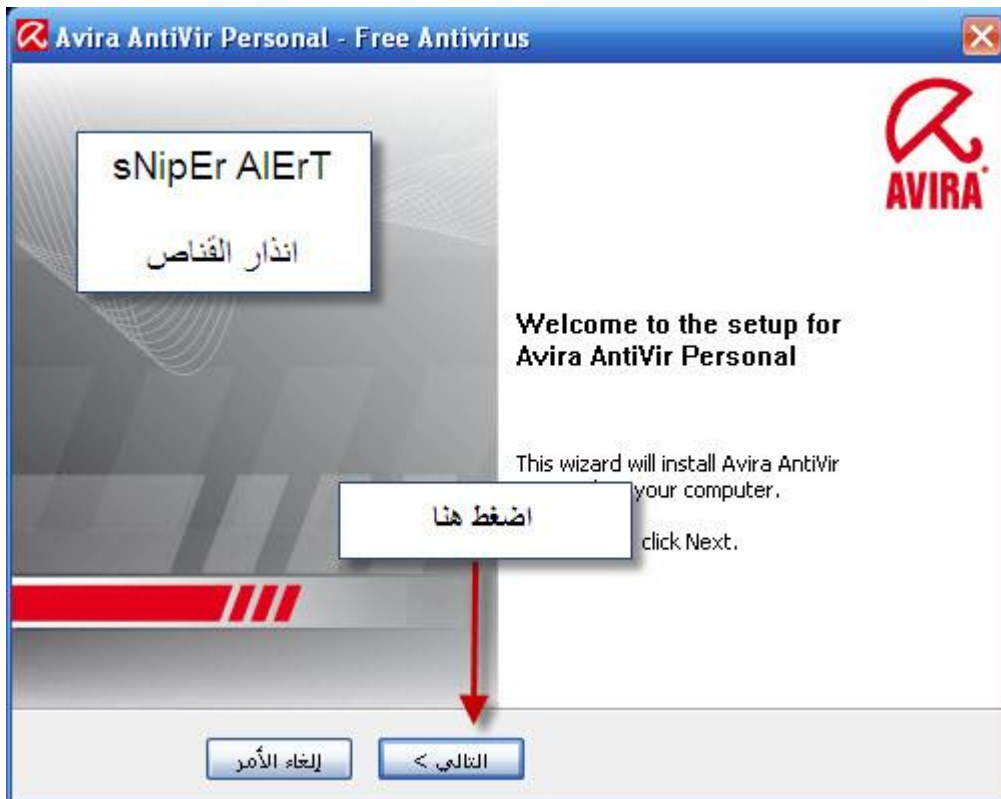 Avira AntiVir Personal - Free Antivirus
sNipEr AlErT
انذار القناص
AVIRA
Welcome to the setup for
Avira AntiVir Personal
This wizard will install Avira AntiVir
your computer.
اضغط هنا
click Next.
إلغاء الأمر
التالي >